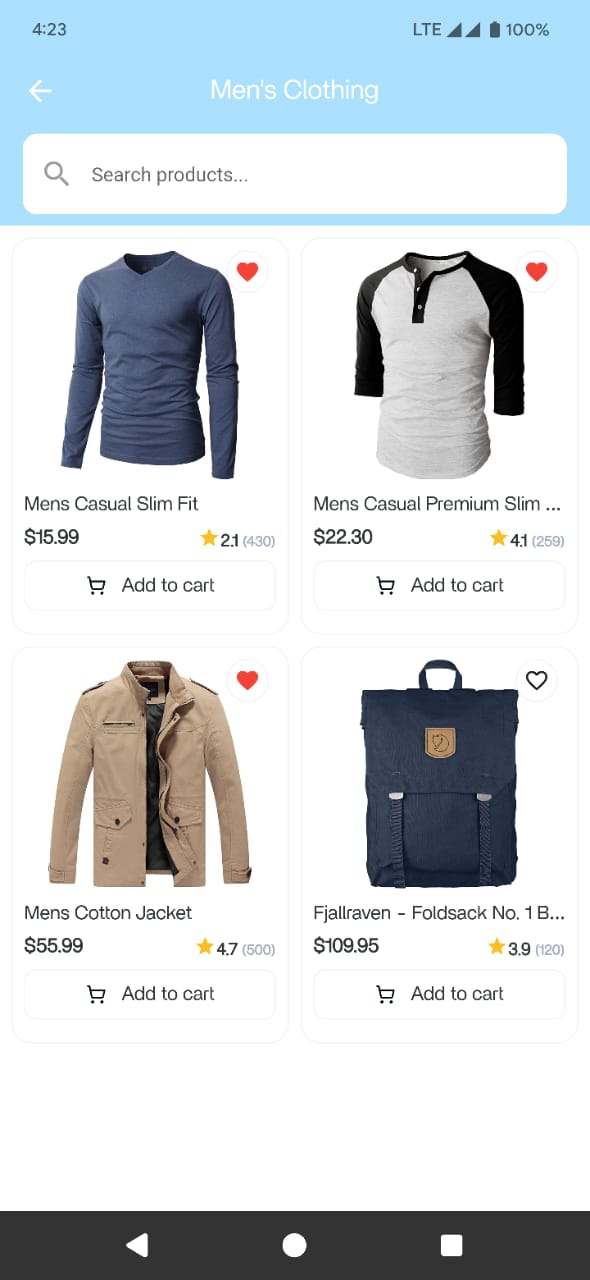 4:23 LTE 100%
Men's Clothing
Search products...
Mens Casual Slim Fit
$15.99 2.1 (430)
Add to cart
Mens Casual Premium Slim ...
$22.30 4.1 (259)
Add to cart
Mens Cotton Jacket
$55.99 4.7 (500)
Add to cart
Fjallraven - Foldsack No. 1 B...
$109.95 3.9 (120)
Add to cart